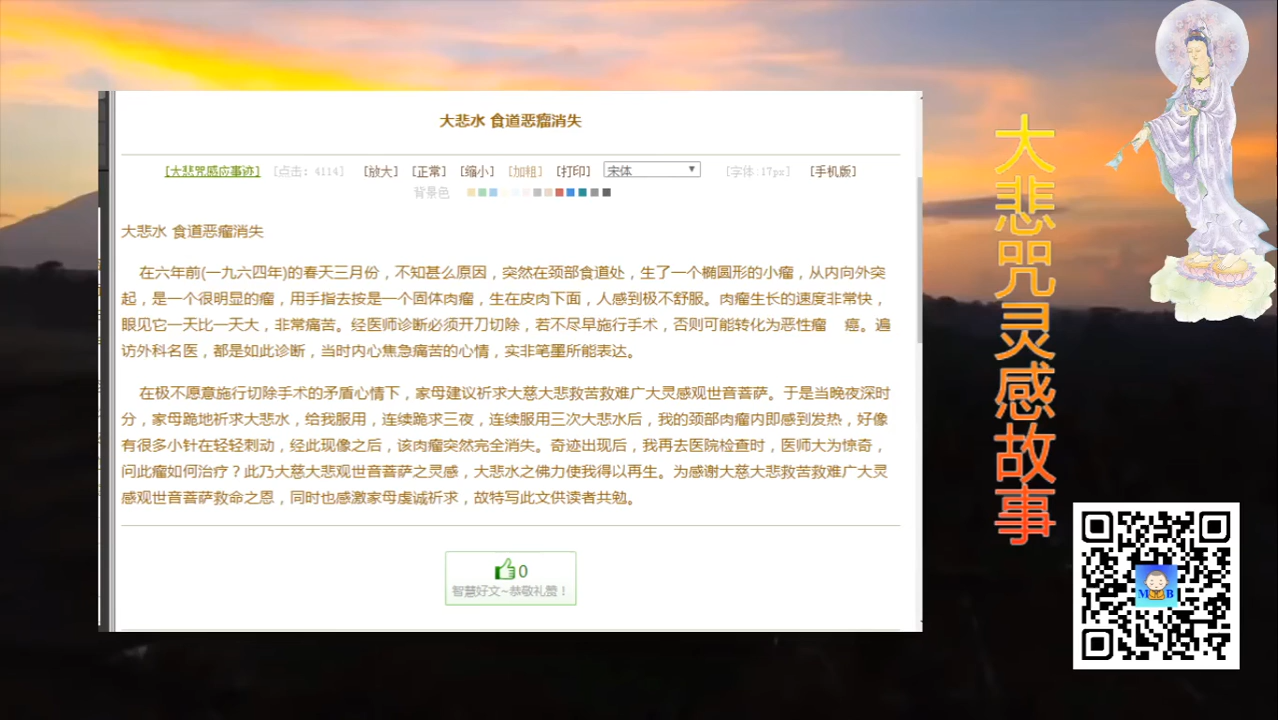 大悲水 食道恶瘤消失
[大悲咒感应事迹] [点击：4114] [放大] [正常] [缩小] [加粗] [打印] 宋体 [字体:17px] [手机版]
背景色
大悲水 食道恶瘤消失
在六年前(一九六四年)的春天三月份，不知甚么原因，突然在颈部食道处，生了一个椭圆形的小瘤，从内向外突
起，是一个很明显的瘤，用手指去按是一个固体肉瘤，生在皮肉下面，人感到极不舒服。肉瘤生长的速度非常快，
眼见它一天比一天大，非常痛苦。经医师诊断必须开刀切除，若不尽早施行手术，否则可能转化为恶性瘤 癌。遍
访外科名医，都是如此诊断，当时内心焦急痛苦的心情，实非笔墨所能表达。
在极不愿意施行切除手术的矛盾心情下，家母建议祈求大慈大悲救苦救难广大灵感观世音菩萨。于是当晚夜深时
分，家母跪地祈求大悲水，给我服用，连续跪求三夜，连续服用三次大悲水后，我的颈部肉瘤内即感到发热，好像
有很多小针在轻轻刺动，经此现像之后，该肉瘤突然完全消失。奇迹出现后，我再去医院检查时，医师大为惊奇，
问此瘤如何治疗？此乃大慈大悲观世音菩萨之灵感，大悲水之佛力使我得以再生。为感谢大慈大悲救苦救难广大灵
感观世音菩萨救命之恩，同时也感激家母虔诚祈求，故特写此文供读者共勉。
0
智慧好文~恭敬礼赞！
大悲咒灵感故事
M B